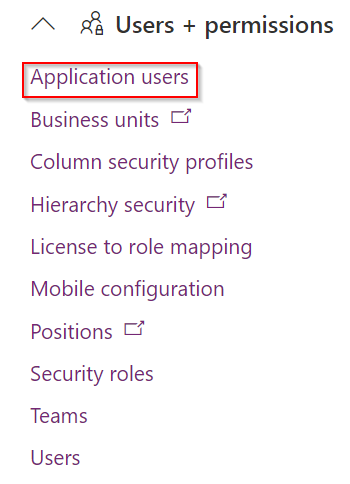 Users + permissions
Application users
Business units
Column security profiles
Hierarchy security
License to role mapping
Mobile configuration
Positions
Security roles
Teams
Users